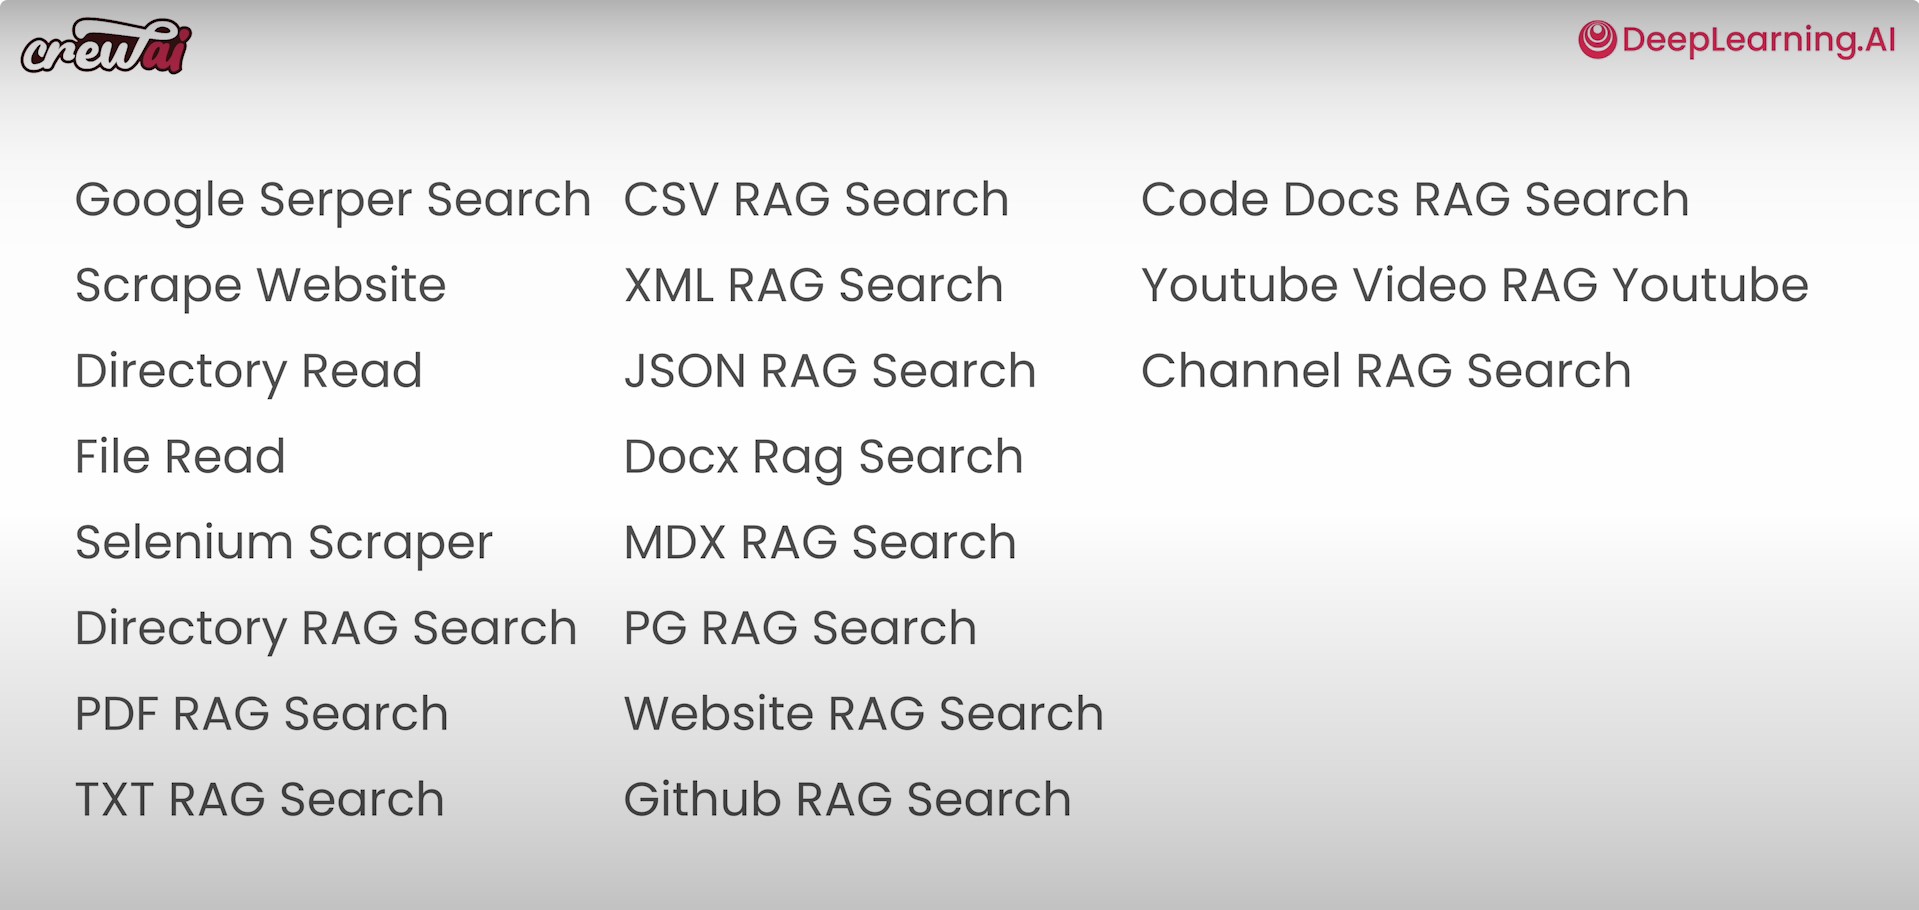 crewai
DeepLearning.AI
Google Serper Search
Scrape Website
Directory Read
File Read
Selenium Scraper
Directory RAG Search
PDF RAG Search
TXT RAG Search
CSV RAG Search
XML RAG Search
JSON RAG Search
Docx Rag Search
MDX RAG Search
PG RAG Search
Website RAG Search
Github RAG Search
Code Docs RAG Search
Youtube Video RAG Youtube
Channel RAG Search